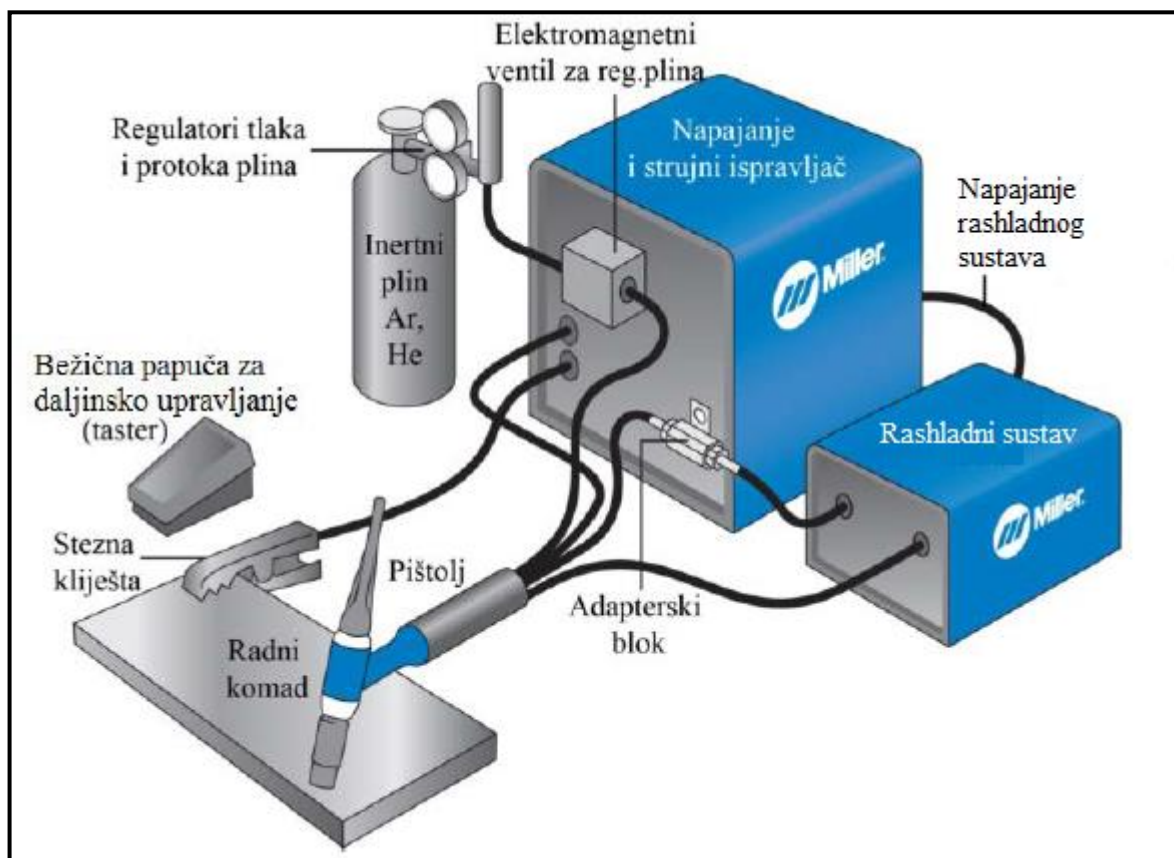 Elektromagnetni
ventil za reg.plina
Regulatori tlaka
i protoka plina
Napajanje
i strujni ispravljač
Napajanje
rashladnog
sustava
Inertni
plin
Ar,
He
Miller
Bežična papuča za
daljinsko upravljanje
(taster)
Rashladni sustav
Miller
Stezna
kliješta
Pištolj
Adapterski
blok
Radni
komad